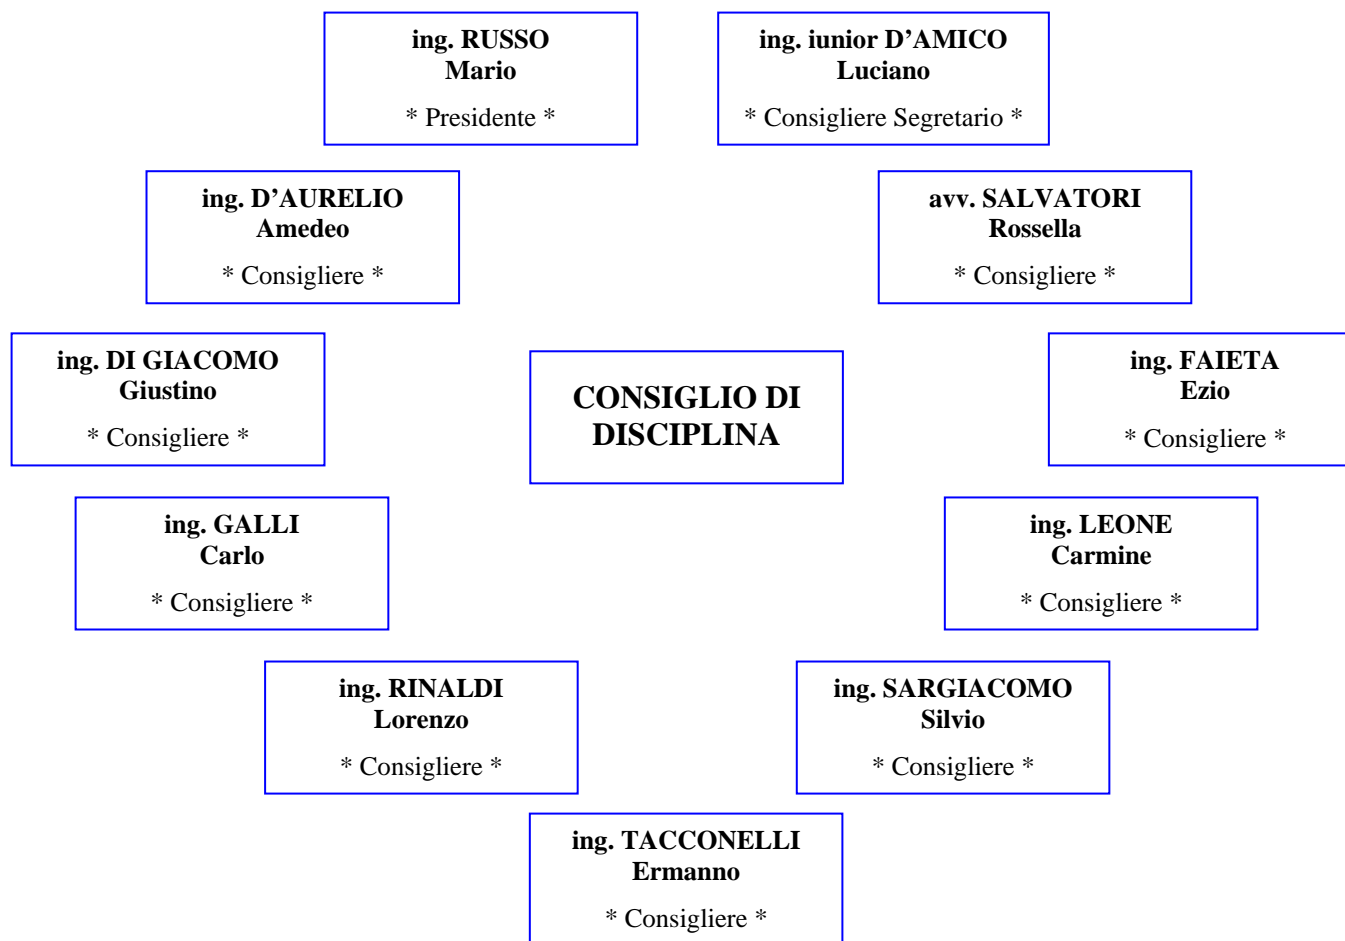 ing. RUSSO
Mario
* Presidente *
ing. iunior D’AMICO
Luciano
* Consigliere Segretario *
ing. D’AURELIO
Amedeo
* Consigliere *
avv. SALVATORI
Rossella
* Consigliere *
ing. DI GIACOMO
Giustino
* Consigliere *
CONSIGLIO DI
DISCIPLINA
ing. FAIETA
Ezio
* Consigliere *
ing. GALLI
Carlo
* Consigliere *
ing. LEONE
Carmine
* Consigliere *
ing. RINALDI
Lorenzo
* Consigliere *
ing. SARGIACOMO
Silvio
* Consigliere *
ing. TACCONELLI
Ermanno
* Consigliere *